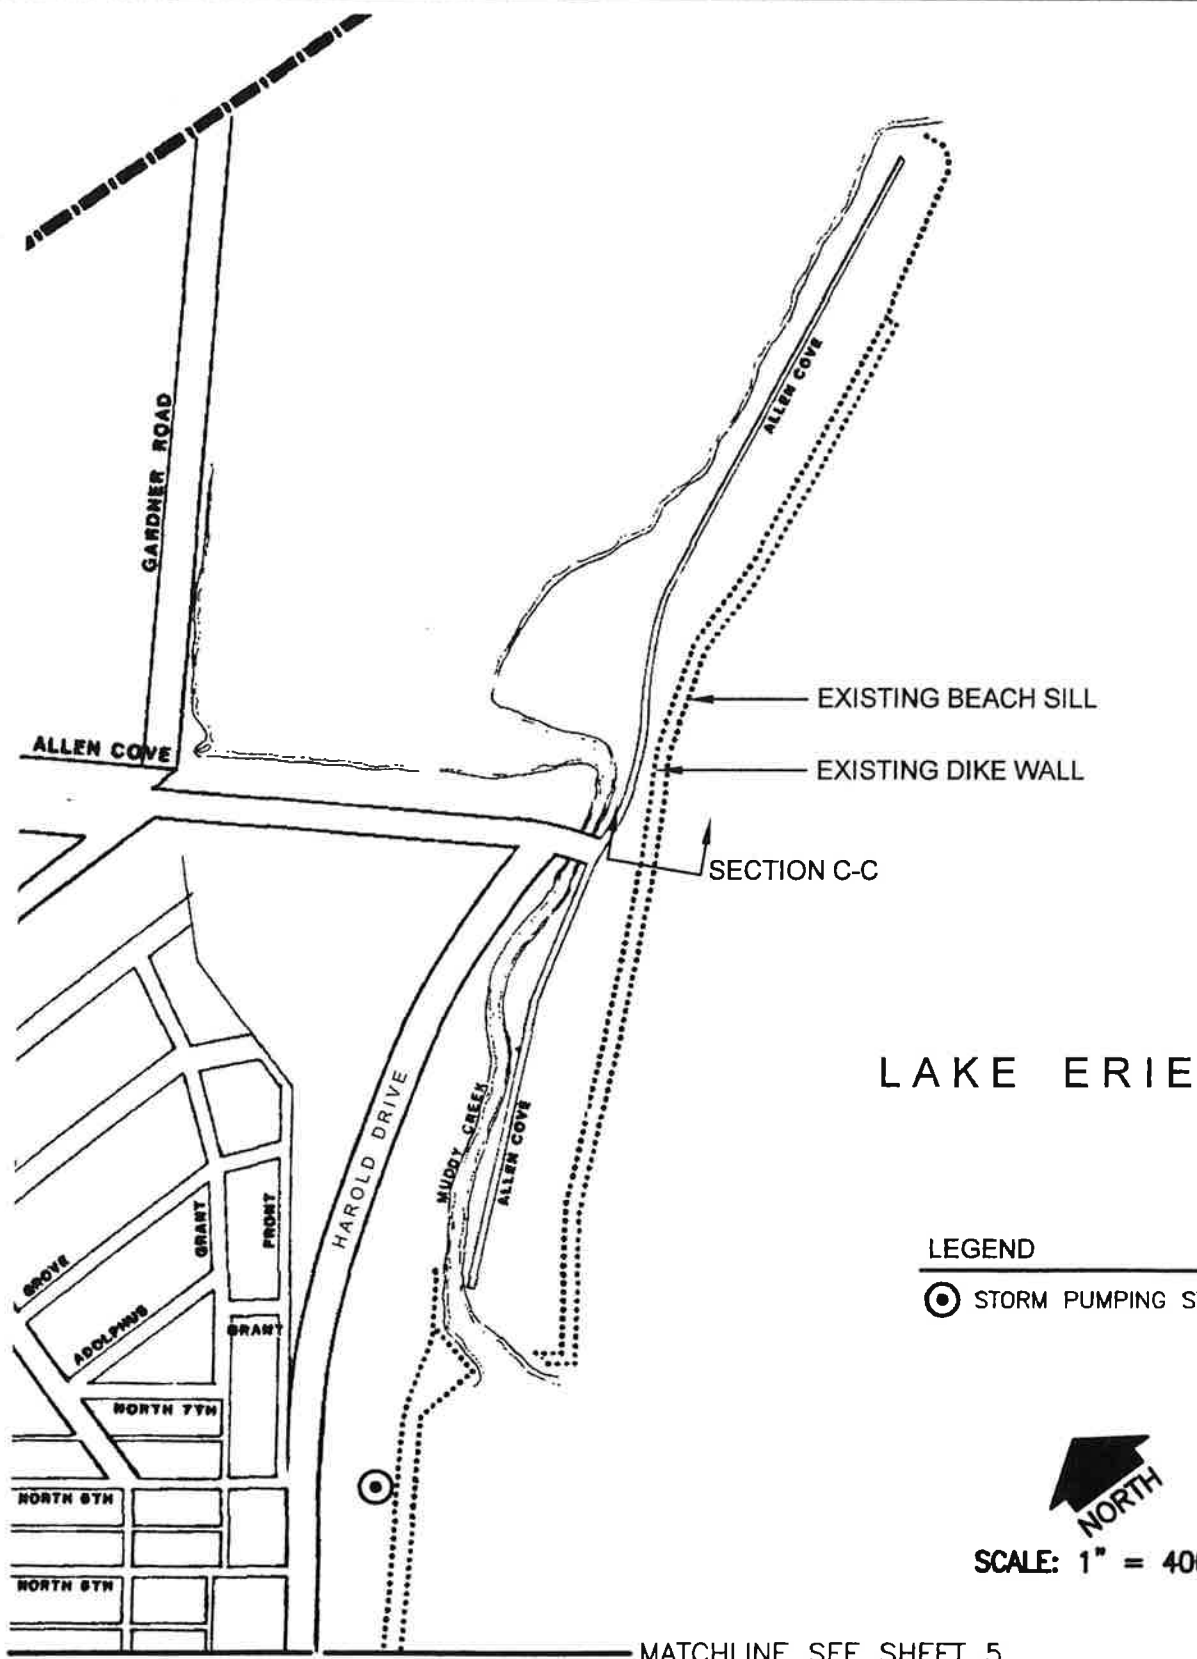 GARDNER ROAD
ALLEN COVE
ALLEN COVE
EXISTING BEACH SILL
EXISTING DIKE WALL
SECTION C-C
LAKE ERIE
HAROLD DRIVE
MUDDY CREEK
ALLEN COVE
GROVE
GRANT
FRONT
ADOLPHUS
GRANT
NORTH 7TH
NORTH 6TH
NORTH 5TH
LEGEND
STORM PUMPING
NORTH
SCALE: 1" =
MATCHLINE SEE SHEET 5